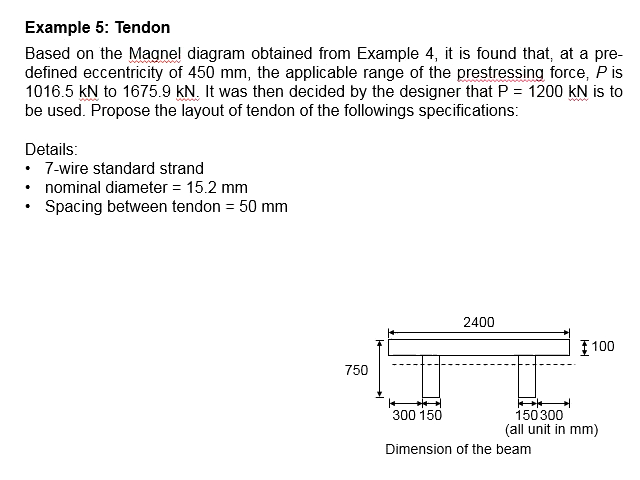 Example 5: Tendon
Based on the Magnel diagram obtained from Example 4, it is found that, at a pre-
defined eccentricity of 450 mm, the applicable range of the prestressing force, P is
1016.5 kN to 1675.9 kN. It was then decided by the designer that P = 1200 kN is to
be used. Propose the layout of tendon of the followings specifications:
Details:
• 7-wire standard strand
• nominal diameter = 15.2 mm
• Spacing between tendon = 50 mm
2400
100
750
300 150 150 300
(all unit in mm)
Dimension of the beam